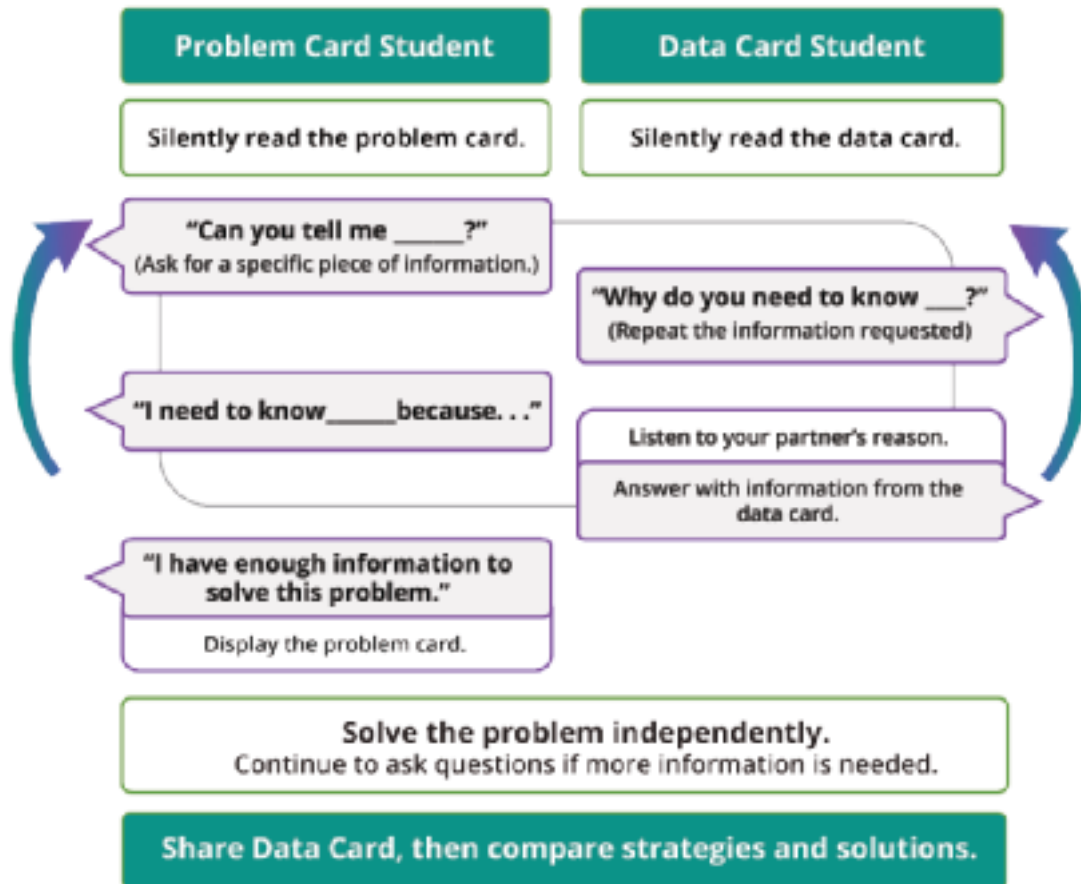 Problem Card Student
Data Card Student
Silently read the problem card.
Silently read the data card.
“Can you tell me ______?”
(Ask for a specific piece of information.)
“Why do you need to know ___?”
(Repeat the information requested)
“I need to know______because. . .”
Listen to your partner’s reason.
Answer with information from the
data card.
“I have enough information to
solve this problem.”
Display the problem card.
Solve the problem independently.
Continue to ask questions if more information is needed.
Share Data Card, then compare strategies and solutions.